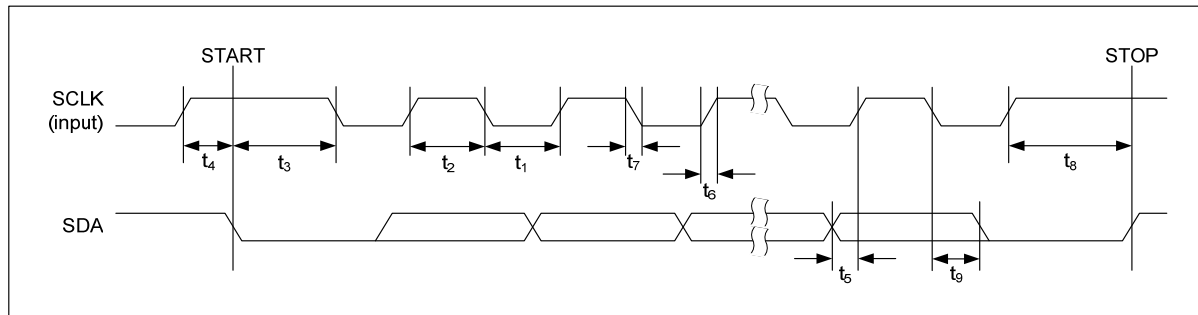 START
STOP
SCLK
(input)
t4
t3
t2
t1
t7
t6
t8
SDA
t5
t9